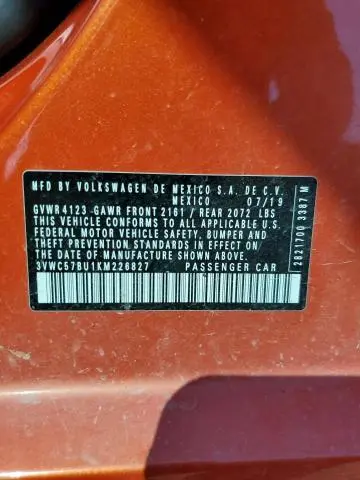 MFD BY VOLKSWAGEN DE MEXICO S.A. DE C.V.
MEXICO 07/19
GVWR 4123 GAWR FRONT 2161 / REAR 2072 LBS
THIS VEHICLE CONFORMS TO ALL APPLICABLE U.S.
FEDERAL MOTOR VEHICLE SAFETY, BUMPER AND
THEFT PREVENTION STANDARDS IN EFFECT ON
THE DATE OF MANUFACTURE SHOWN ABOVE.
3VWC57BU1KM226827 PASSENGER CAR
2821700 3387 M